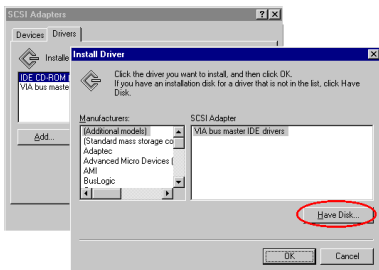 SCSI Adapters
Devices Drivers
Installe
IDE CD-ROM
VIA bus maste
Add...
Install Driver
Click the driver you want to install, and then click OK.
If you have an installation disk for a driver that is not in the list, click Have
Disk.
Manufacturers:
(Additional models)
(Standard mass storage co
Adaptec
Advanced Micro Devices (
AMI
BusLogic
SCSI Adapter
VIA bus master IDE drivers
Have Disk...
OK Cancel